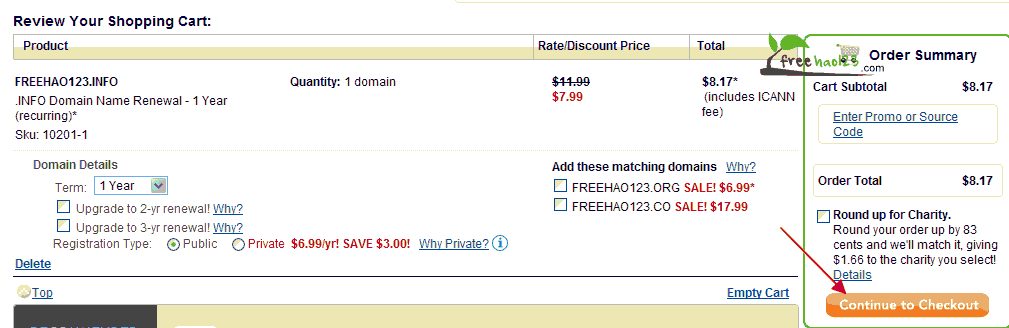 Review Your Shopping Cart:
Product Rate/Discount Price Total
FREEHAO123.INFO Quantity: 1 domain $11.99 $8.17*
.INFO Domain Name Renewal - 1 Year $7.99 (includes ICANN
(recurring)* fee)
Sku: 10201-1
Domain Details
Term: 1 Year
Upgrade to 2-yr renewal! Why?
Upgrade to 3-yr renewal! Why?
Registration Type: Public Private $6.99/yr! SAVE $3.00! Why Private?
Add these matching domains Why?
FREEHAO123.ORG SALE! $6.99*
FREEHAO123.CO SALE! $17.99
Delete
Top Empty Cart
freehao123
.com
Order Summary
Cart Subtotal $8.17
Enter Promo or Source
Code
Order Total $8.17
Round up for Charity.
Round your order up by 83
cents and we'll match it, giving
$1.66 to the charity you select!
Details
Continue to Checkout